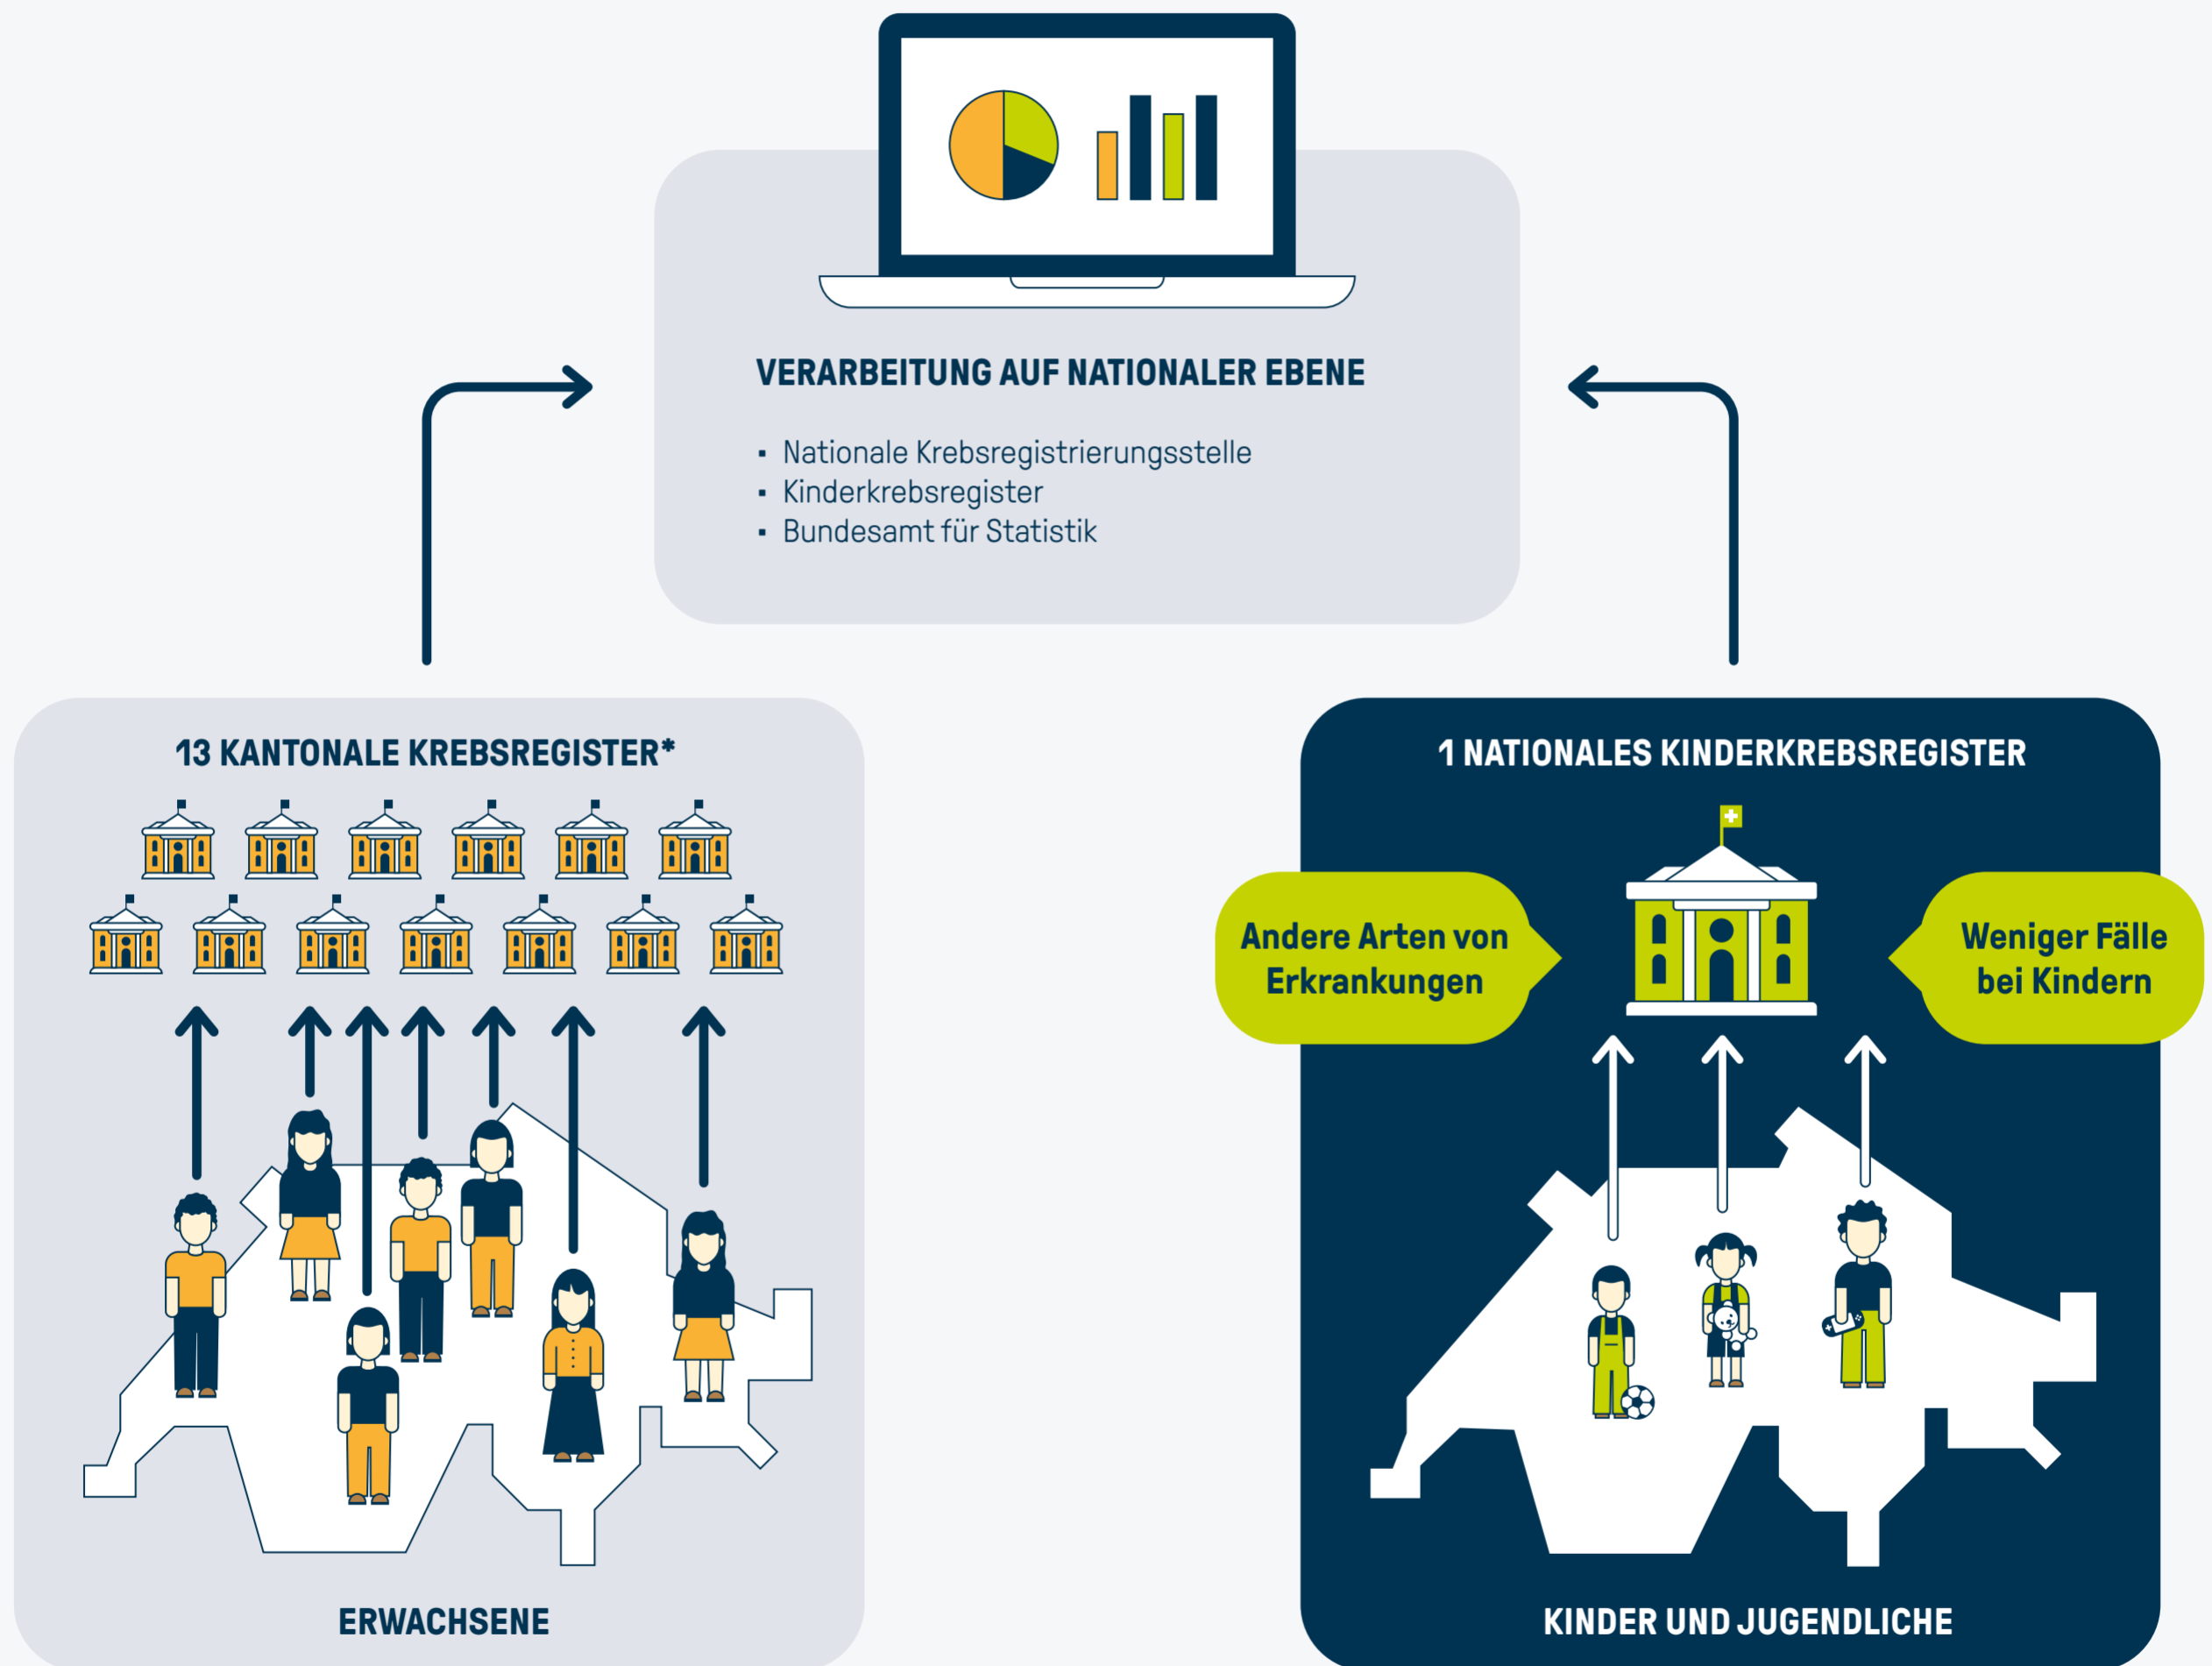 VERARBEITUNG AUF NATIONALER EBENE
▪ Nationale Krebsregistrierungsstelle
▪ Kinderkrebsregister
▪ Bundesamt für Statistik
13 KANTONALE KREBSREGISTER*
ERWACHSENE
1 NATIONALES KINDERKREBSREGISTER
Andere Arten von
Erkrankungen
Weniger Fälle
bei Kindern
KINDER UND JUGENDLICHE